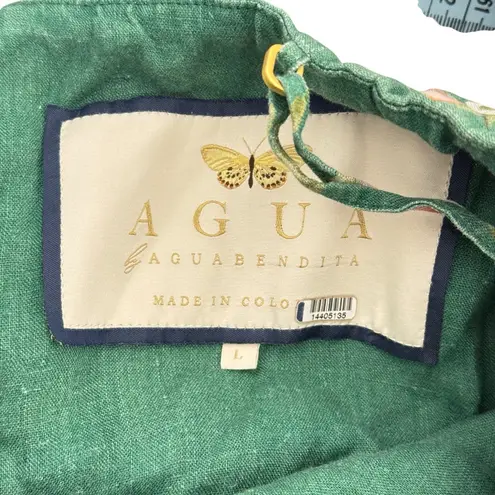 AGUA
by AGUABENDITA
MADE IN COLO
14405135
L